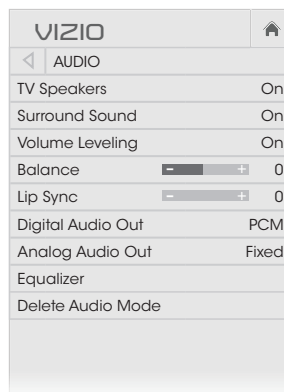 VIZIO
AUDIO
TV Speakers On
Surround Sound On
Volume Leveling On
Balance - + 0
Lip Sync - + 0
Digital Audio Out PCM
Analog Audio Out Fixed
Equalizer
Delete Audio Mode